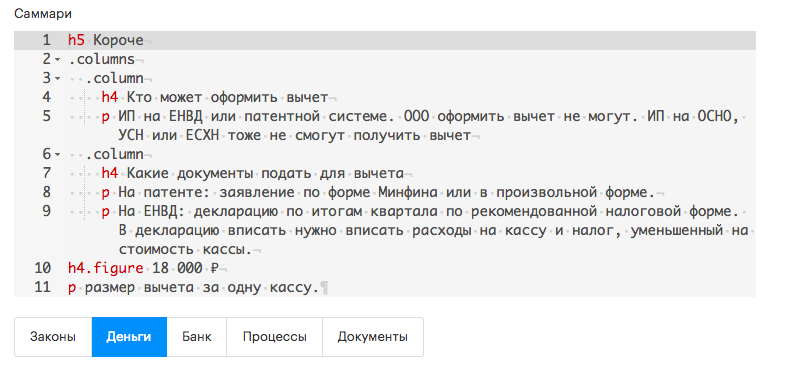 Саммари
1 h5 Короче
2 .columns
3 .column
4 h4 Кто может оформить вычет
5 p ИП на ЕНВД или патентной системе. ООО оформить вычет не могут. ИП на ОСНО,
УСН или ЕСХН тоже не смогут получить вычет
6 .column
7 h4 Какие документы подать для вычета
8 p На патенте: заявление по форме Минфина или в произвольной форме.
9 p На ЕНВД: декларацию по итогам квартала по рекомендованной налоговой форме.
В декларацию вписать нужно вписать расходы на кассу и налог, уменьшенный на
стоимость кассы.
10 h4.figure 18 000 ₽
11 p размер вычета за одну кассу.
Законы Деньги Банк Процессы Документы